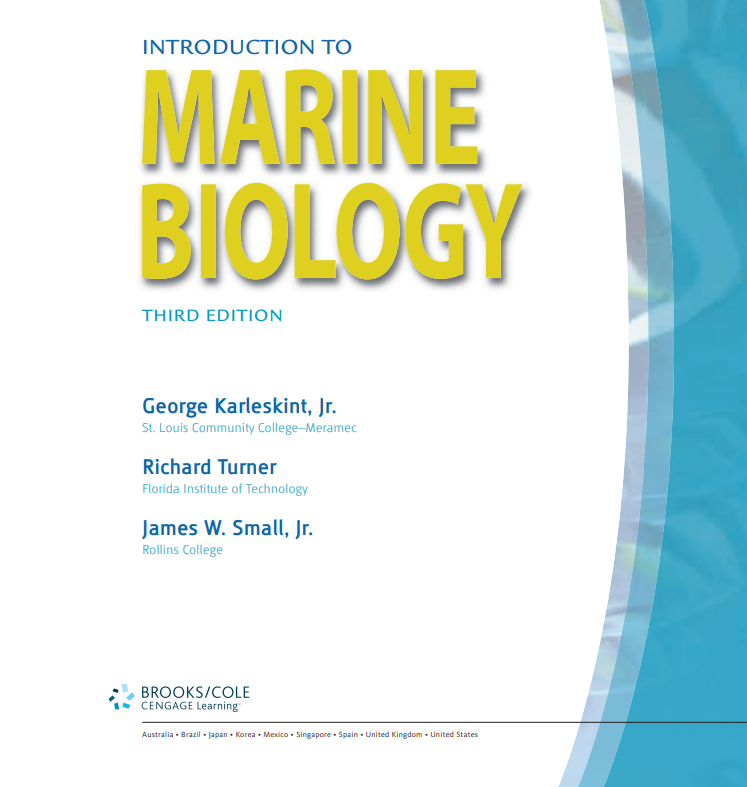 INTRODUCTION TO
MARINE
BIOLOGY
THIRD EDITION
George Karleskint, Jr.
St. Louis Community College–Meramec
Richard Turner
Florida Institute of Technology
James W. Small, Jr.
Rollins College
BROOKS/COLE
CENGAGE Learning™
Australia • Brazil • Japan • Korea • Mexico • Singapore • Spain • United Kingdom • United States